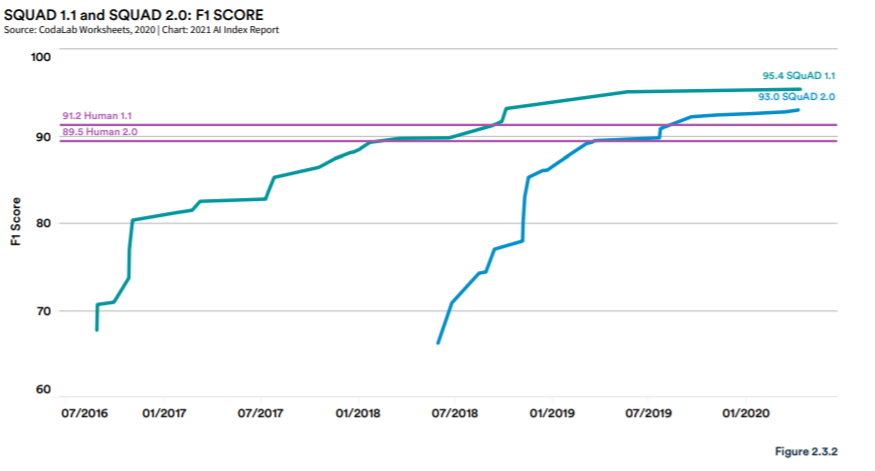 SQUAD 1.1 and SQUAD 2.0: F1 SCORE
Source: CodaLab Worksheets, 2020 | Chart: 2021 AI Index Report
100
95.4 SQuAD 1.1
93.0 SQuAD 2.0
91.2 Human 1.1
90
89.5 Human 2.0
80
F1 Score
70
60
07/2016 01/2017 07/2017 01/2018 07/2018 01/2019 07/2019 01/2020
Figure 2.3.2